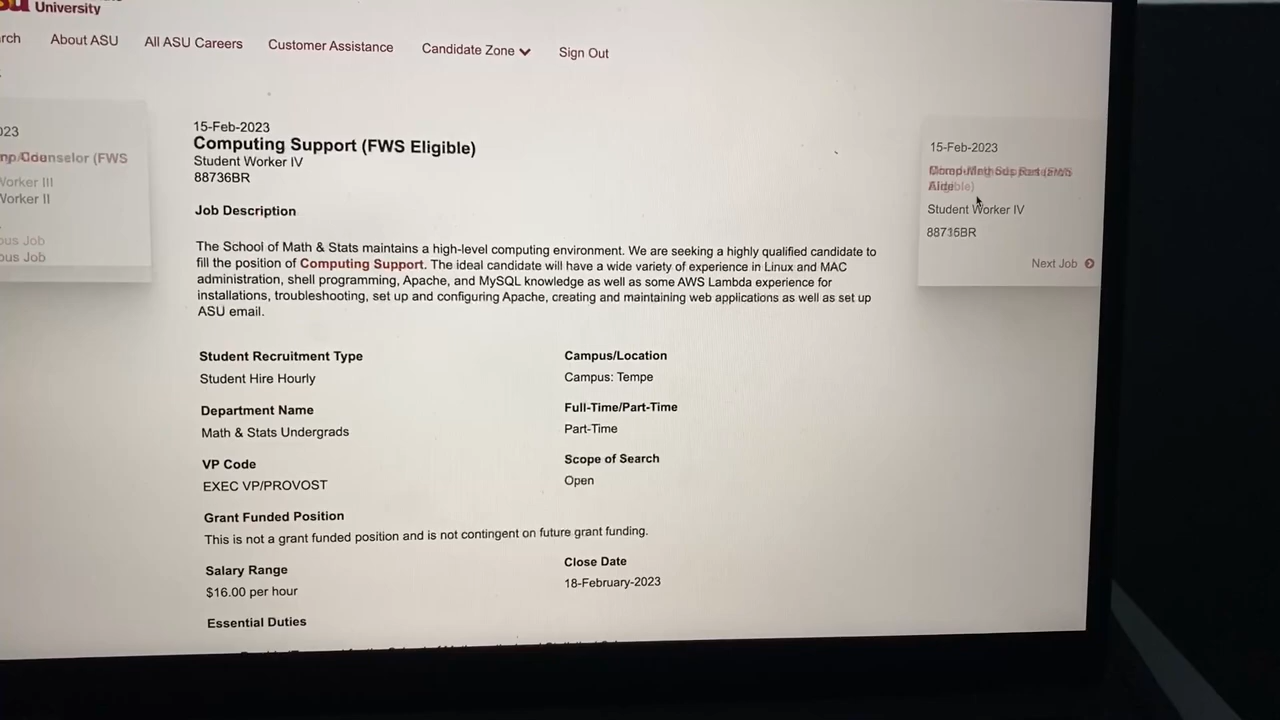 University
rch About ASU All ASU Careers Customer Assistance Candidate Zone Sign Out
023
Counselor (FWS
Worker III
Worker II
ous Job
ous Job
15-Feb-2023
Computing Support (FWS Eligible)
Student Worker IV
88736BR
Job Description
The School of Math & Stats maintains a high-level computing environment. We are seeking a highly qualified candidate to
fill the position of Computing Support. The ideal candidate will have a wide variety of experience in Linux and MAC
administration, shell programming, Apache, and MySQL knowledge as well as some AWS Lambda experience for
installations, troubleshooting, set up and configuring Apache, creating and maintaining web applications as well as set up
ASU email.
Student Recruitment Type
Student Hire Hourly
Campus/Location
Campus: Tempe
Department Name
Math & Stats Undergrads
Full-Time/Part-Time
Part-Time
VP Code
EXEC VP/PROVOST
Scope of Search
Open
Grant Funded Position
This is not a grant funded position and is not contingent on future grant funding.
Salary Range
$16.00 per hour
Close Date
18-February-2023
Essential Duties
15-Feb-2023
Student Worker IV
Next Job